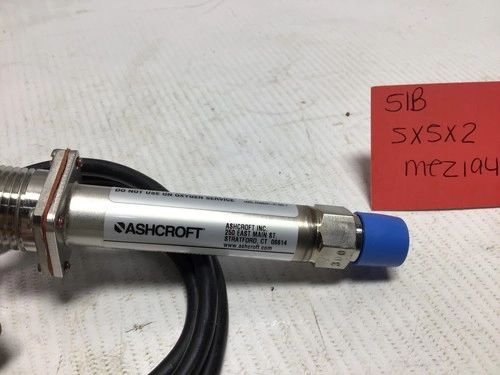 DO NOT USE ON OXYGEN SERVICE
ASHCROFT
ASHCROFT INC.
250 EAST MAIN ST.
STRATFORD, CT 06614
www.ashcroft.com
51B
5X5X2
mez194